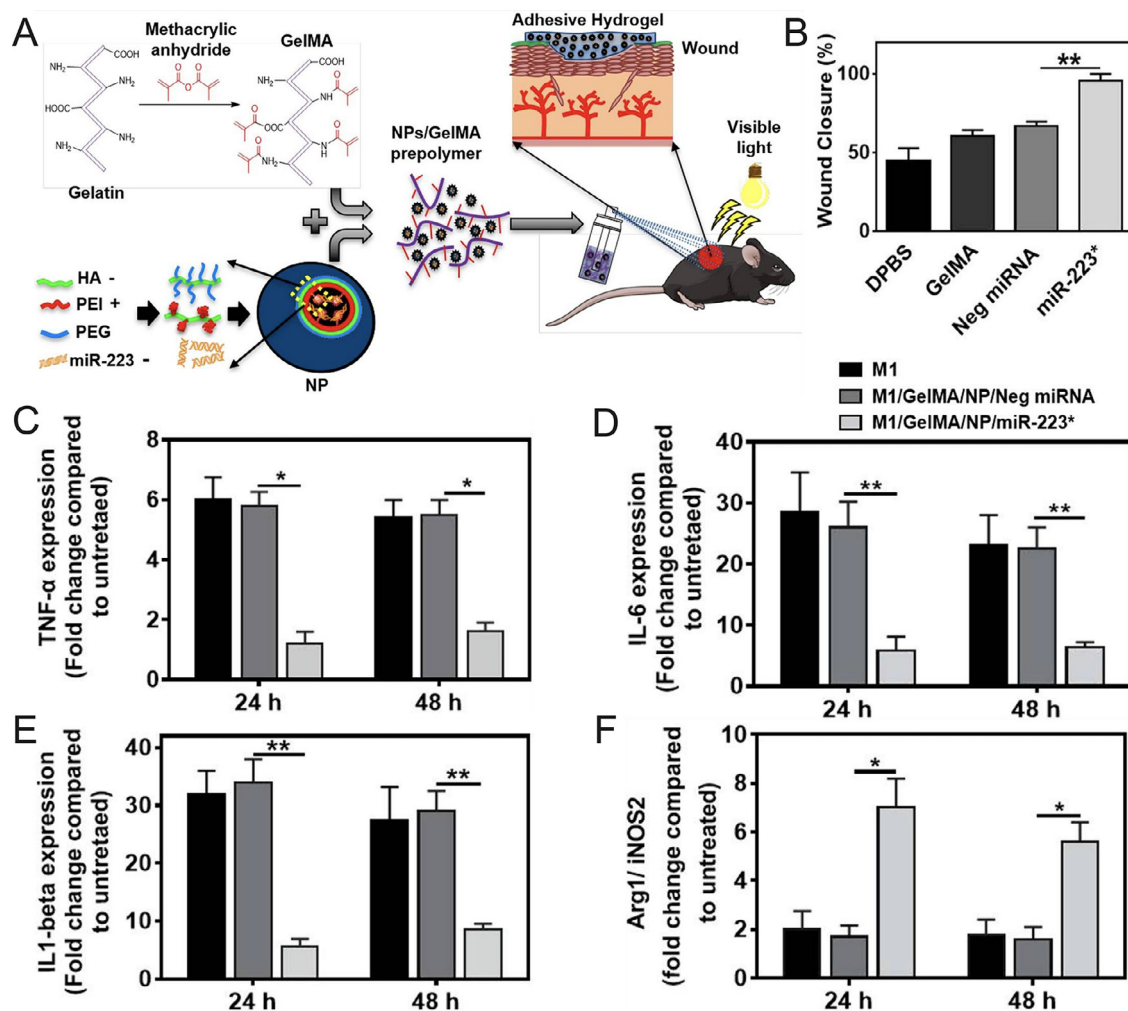 A
Methacrylic
anhydride
GelMA
COOH
NH₂
NH₂
HOOC
NH₂
NH₂
Gelatin
COOH
NH₂
O
NH
O
OOC
N
H
O
NH
O
O O O
NPs/GelMA
prepolymer
Adhesive Hydrogel
Wound
Visible
light
HA -
PEI +
PEG
miR-223 -
NP
B
Wound Closure (%)
100
50
0
**
DPBS
GelMA
Neg miRNA
miR-223*
M1
M1/GelMA/NP/Neg miRNA
M1/GelMA/NP/miR-223*
C
TNF-α expression
(Fold change compared
to untretaed)
8
6
4
2
0
*
*
24 h
48 h
D
IL-6 expression
(Fold change compared
to untretaed)
40
30
20
10
0
**
**
24 h
48 h
E
IL1-beta expression
(Fold change compared
to untretaed)
40
30
20
10
0
**
**
24 h
48 h
F
Arg1/ iNOS2
(fold change compared
to untreated)
10
8
6
4
2
0
*
*
24 h
48 h